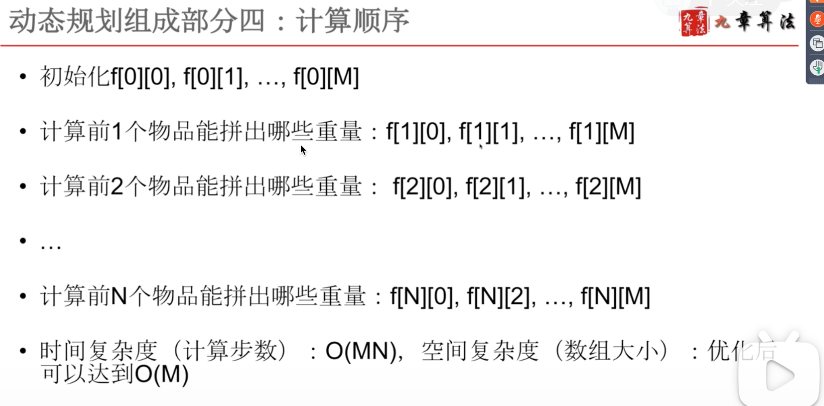 动态规划组成部分四：计算顺序
九章算法
九章算法
• 初始化f[0][0], f[0][1], …, f[0][M]
• 计算前1个物品能拼出哪些重量：f[1][0], f[1][1], …, f[1][M]
• 计算前2个物品能拼出哪些重量： f[2][0], f[2][1], …, f[2][M]
• …
• 计算前N个物品能拼出哪些重量：f[N][0], f[N][2], …, f[N][M]
• 时间复杂度（计算步数）：O(MN)，空间复杂度（数组大小）：优化后
可以达到O(M)